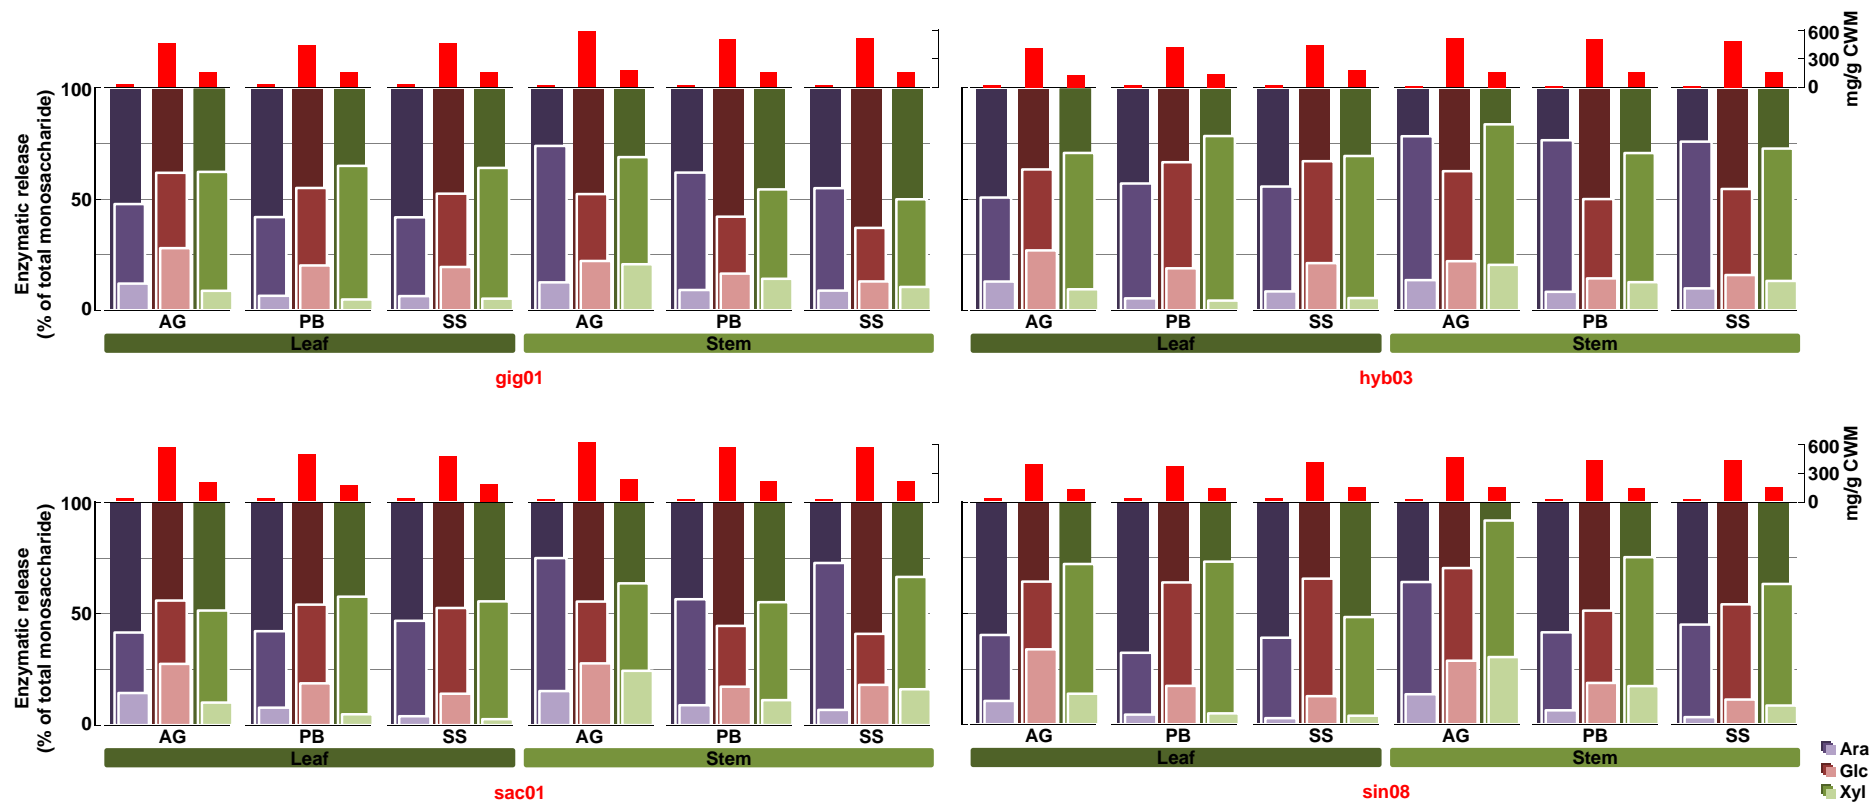 600
300
0
mg/g CWM
100
50
0
Enzymatic release
(% of total monosaccharide)
AG PB SS AG PB SS
Leaf Stem
gig01
AG PB SS AG PB SS
Leaf Stem
hyb03
600
300
0
mg/g CWM
100
50
0
Enzymatic release
(% of total monosaccharide)
AG PB SS AG PB SS
Leaf Stem
sac01
AG PB SS AG PB SS
Leaf Stem
sin08
Ara
Glc
Xyl